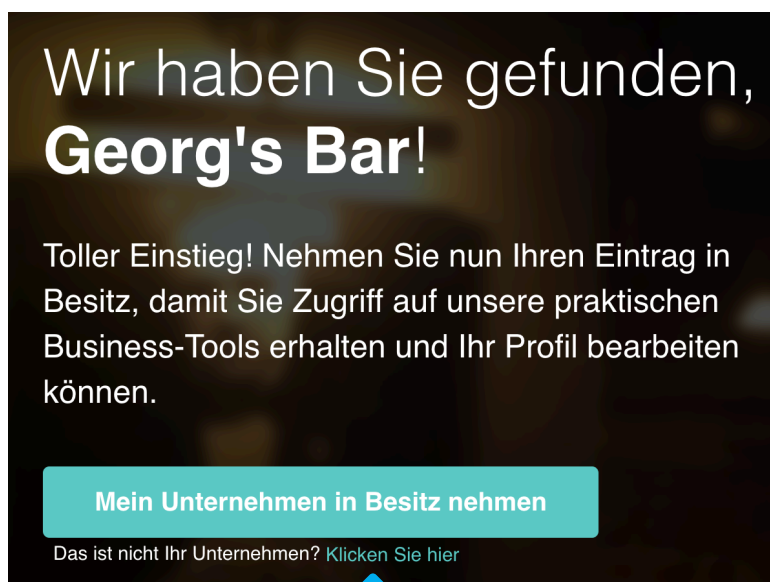 Wir haben Sie gefunden,
Georg's Bar!
Toller Einstieg! Nehmen Sie nun Ihren Eintrag in
Besitz, damit Sie Zugriff auf unsere praktischen
Business-Tools erhalten und Ihr Profil bearbeiten
können.
Mein Unternehmen in Besitz nehmen
Das ist nicht Ihr Unternehmen? Klicken Sie hier